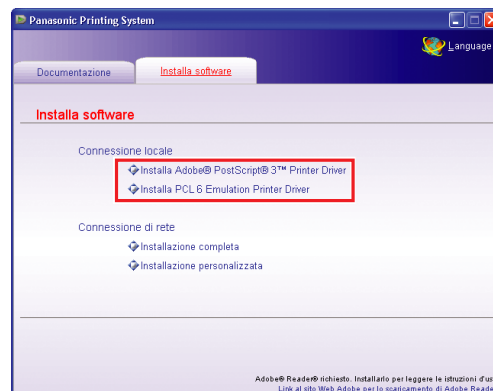 Panasonic Printing System
Language
Documentazione
Installa software
Installa software
Connessione locale
Installa Adobe® PostScript® 3™ Printer Driver
Installa PCL 6 Emulation Printer Driver
Connessione di rete
Installazione completa
Installazione personalizzata
Adobe® Reader® richiesto. Installarlo per leggere le istruzioni d'us
Link al sito Web Adobe per lo scaricamento di Adobe Reade